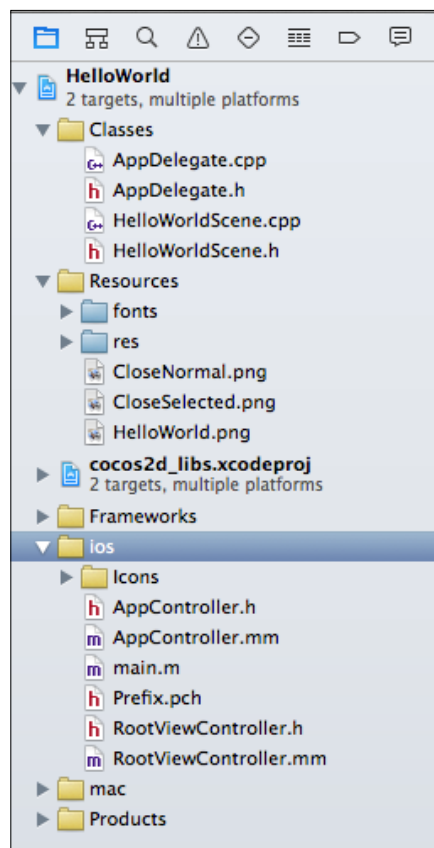 HelloWorld
2 targets, multiple platforms
Classes
AppDelegate.cpp
AppDelegate.h
HelloWorldScene.cpp
HelloWorldScene.h
Resources
fonts
res
CloseNormal.png
CloseSelected.png
HelloWorld.png
cocos2d_libs.xcodeproj
2 targets, multiple platforms
Frameworks
ios
Icons
AppController.h
AppController.mm
main.m
Prefix.pch
RootViewController.h
RootViewController.mm
mac
Products